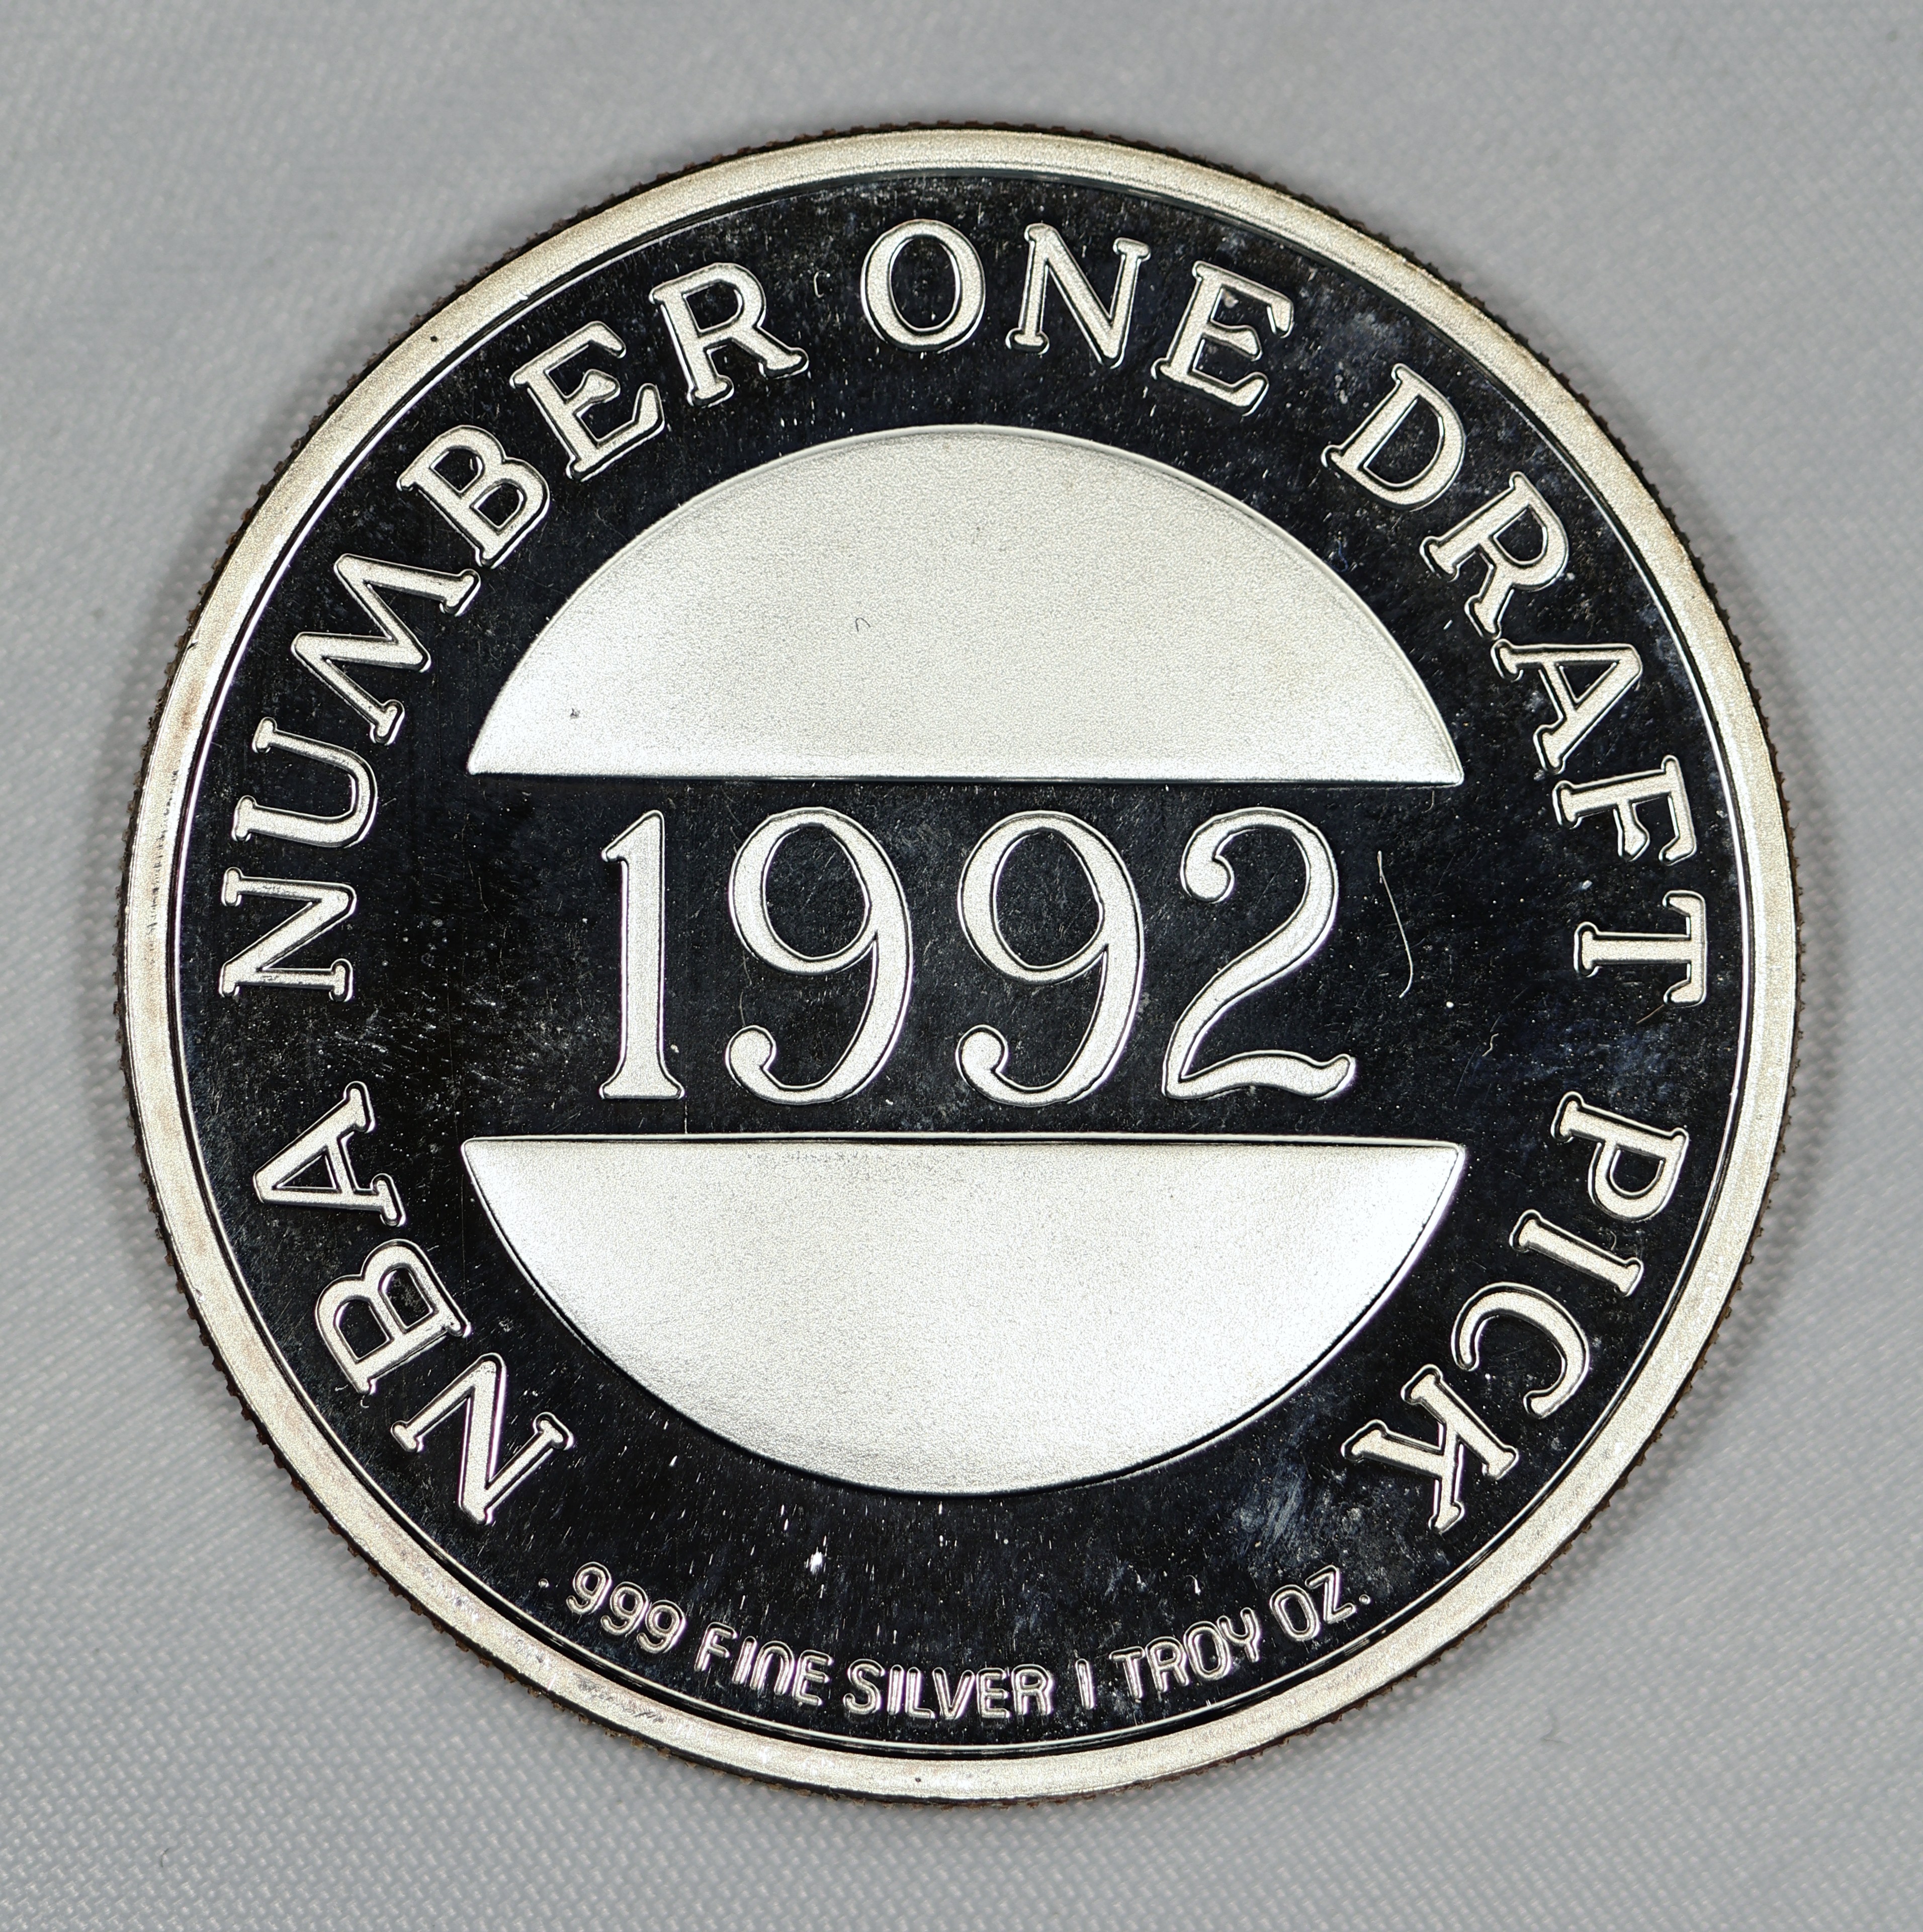 NBA NUMBER ONE DRAFT PICK
1992
.999 FINE SILVER 1 TROY OZ.